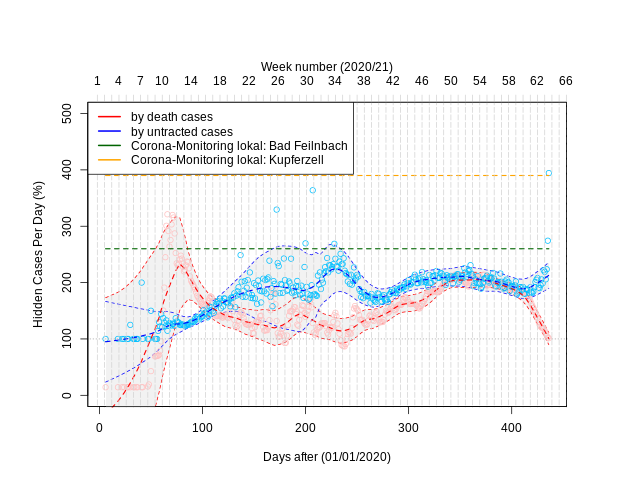 Week number (2020/21)
1 4 7 10 14 18 22 26 30 34 38 42 46 50 54 58 62 66
by death cases
by untracted cases
Corona-Monitoring lokal: Bad Feilnbach
Corona-Monitoring lokal: Kupferzell
Hidden Cases Per Day (%)
500
400
300
200
100
0
0 100 200 300 400
Days after (01/01/2020)